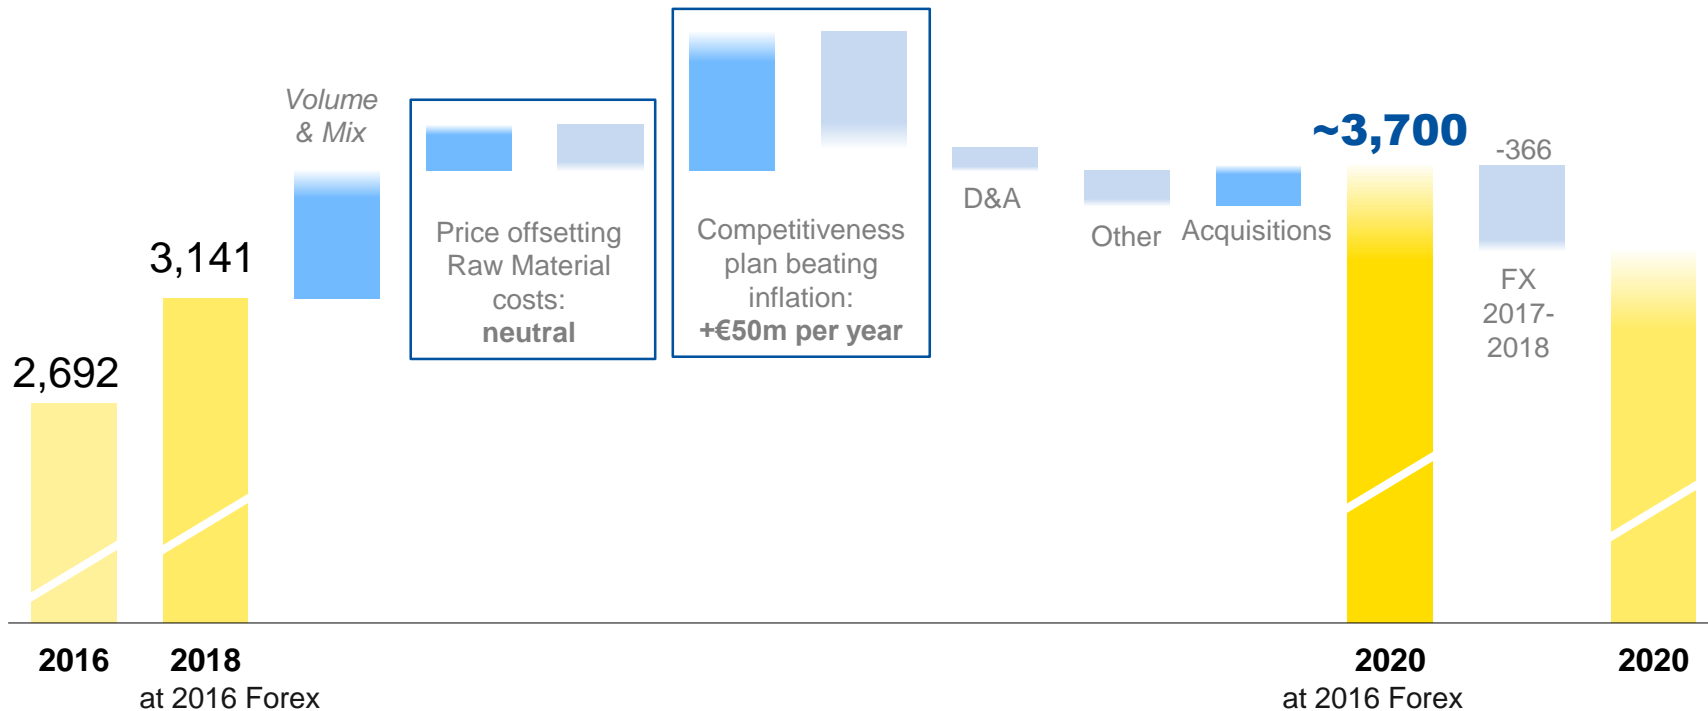 Volume
& Mix
~3,700
-366
D&A
Price offsetting
Raw Material
costs:
neutral
Competitiveness
plan beating
inflation:
+€50m per year
Other
Acquisitions
3,141
FX
2017-
2018
2,692
2016
2018
at 2016 Forex
2020
at 2016 Forex
2020